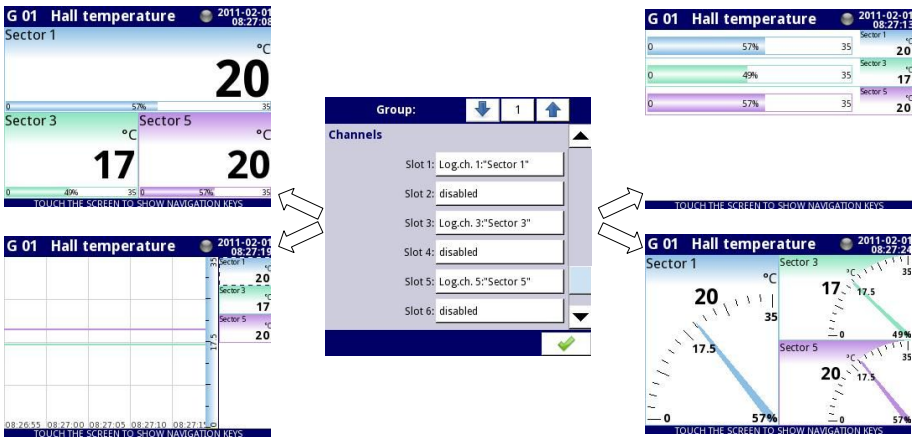 G 01 Hall temperature 2011-02-01
08:27:08
Sector 1
°C
20
0 57% 35
Sector 3
°C
17
0 49% 35
Sector 5
°C
20
0 57% 35
TOUCH THE SCREEN TO SHOW NAVIGATION KEYS
G 01 Hall temperature 2011-02-01
08:27:19
35
17.5
0
Sector 1
°C
20
Sector 3
°C
17
Sector 5
°C
20
08:26:55 08:27:00 08:27:05 08:27:10 08:27:15
TOUCH THE SCREEN TO SHOW NAVIGATION KEYS
Group: 1
Channels
Slot 1: Log.ch. 1:"Sector 1"
Slot 2: disabled
Slot 3: Log.ch. 3:"Sector 3"
Slot 4: disabled
Slot 5: Log.ch. 5:"Sector 5"
Slot 6: disabled
G 01 Hall temperature 2011-02-01
08:27:13
0 57% 35
Sector 1
°C
20
0 49% 35
Sector 3
°C
17
0 57% 35
Sector 5
°C
20
TOUCH THE SCREEN TO SHOW NAVIGATION KEYS
G 01 Hall temperature 2011-02-01
08:27:24
Sector 1
°C
20
35
17.5
0
57%
Sector 3
°C
17
35
17.5
0
49%
Sector 5
°C
20
35
17.5
0
57%
TOUCH THE SCREEN TO SHOW NAVIGATION KEYS